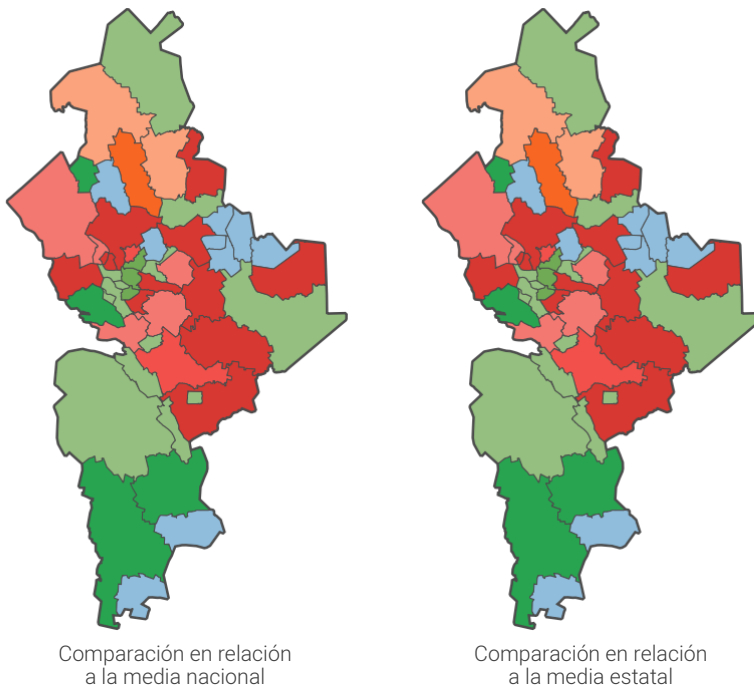 Comparación en relación
a la media nacional
Comparación en relación
a la media estatal